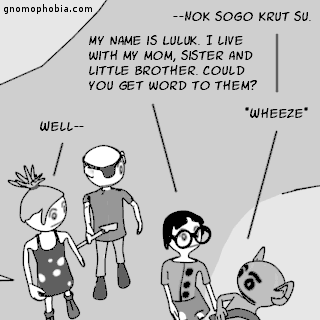 gnomophobia.com
--NOK SOGO KRUT SU.
MY NAME IS LULUK. I LIVE
WITH MY MOM, SISTER AND
LITTLE BROTHER. COULD
YOU GET WORD TO THEM?
*WHEEZE*
WELL--